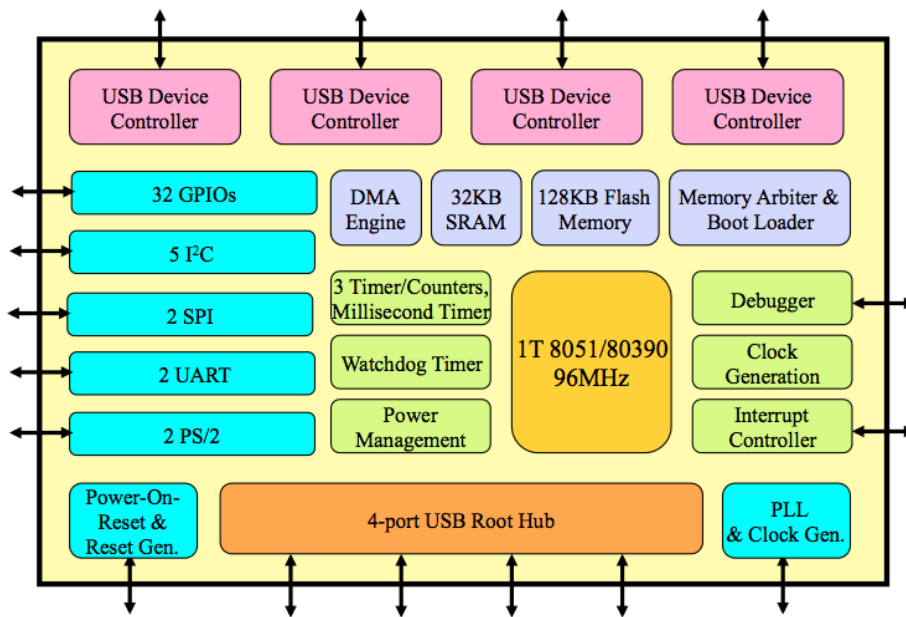 USB Device
Controller
USB Device
Controller
USB Device
Controller
USB Device
Controller
32 GPIOs
DMA
Engine
32KB
SRAM
128KB Flash
Memory
Memory Arbiter &
Boot Loader
5 I²C
2 SPI
2 UART
2 PS/2
3 Timer/Counters,
Millisecond Timer
Watchdog Timer
Power
Management
1T 8051/80390
96MHz
Debugger
Clock
Generation
Interrupt
Controller
Power-On-
Reset &
Reset Gen.
4-port USB Root Hub
PLL
& Clock Gen.